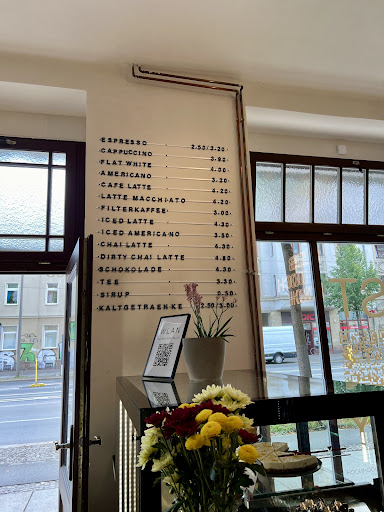 ESPRESSO 2.50/3.20
CAPPUCCINO 3.90
FLAT WHITE 4.00
AMERICANO 3.20
CAFE LATTE 4.20
LATTE MACCHIATO 4.20
FILTERKAFFEE 3.00
ICED LATTE 4.30
ICED AMERICANO 3.50
CHAI LATTE 4.30
DIRTY CHAI LATTE 4.80
SCHOKOLADE 4.30
TEE 3.30
SIRUP 0.50
KALTGETRAENKE 2.50/3.50
WLAN